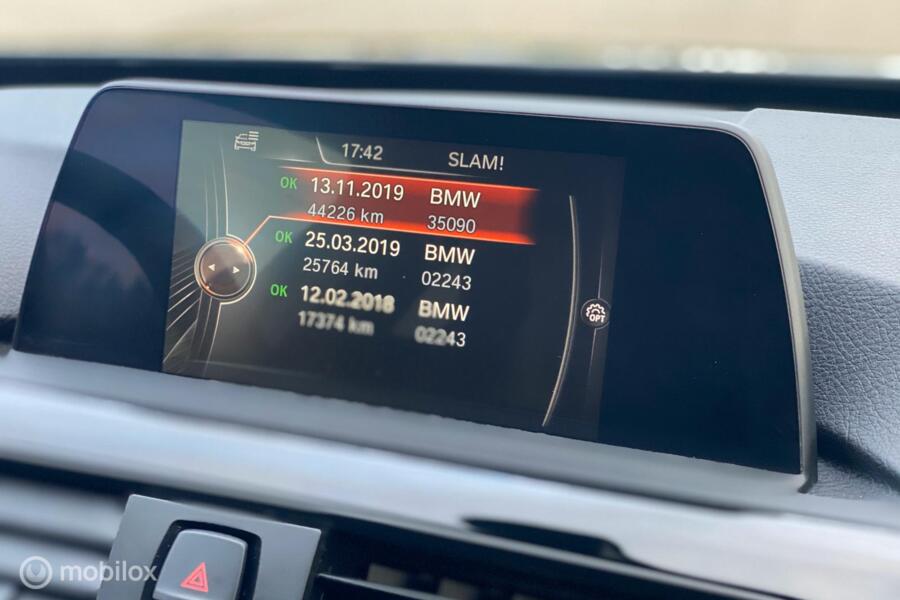 17:42 SLAM!
OK 13.11.2019 BMW
44226 km 35090
OK 25.03.2019 BMW
25764 km 02243
OK 12.02.2018 BMW
17374 km 02243
OPT
mobilox